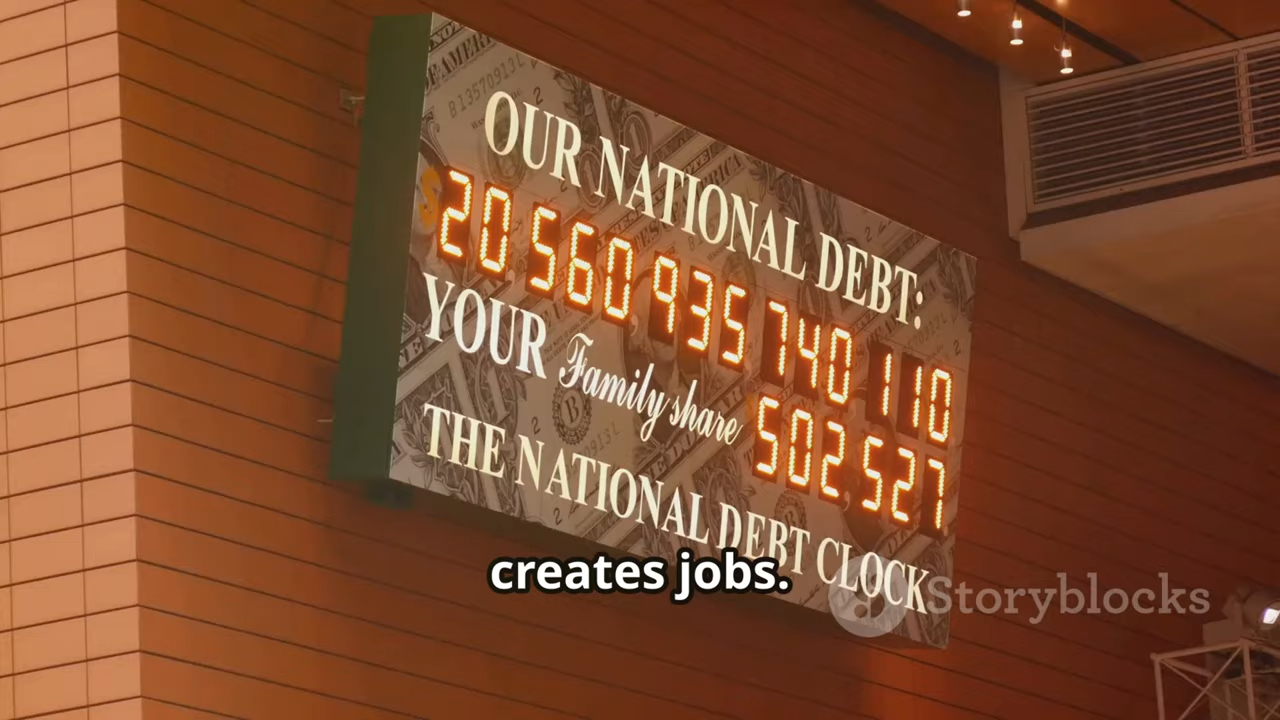 OUR NATIONAL DEBT:
$20,560,935,740,110
YOUR Family share 502,527
THE NATIONAL DEBT CLOCK
creates jobs.
Storyblocks